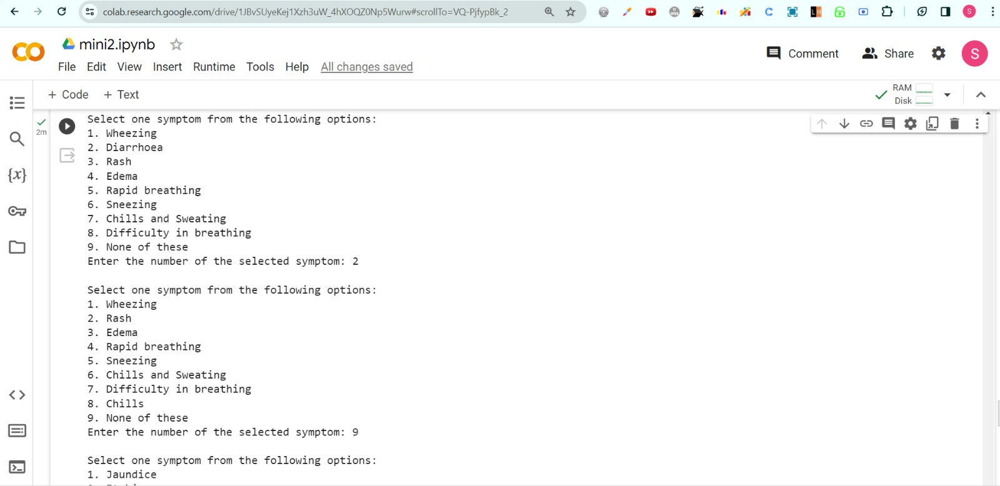 colab.research.google.com/drive/1JBvSUyeKej1Xzh3uW_4hXOQZ0Np5Wurw#scrollTo=VQ-PjfypBk_2
mini2.ipynb
File Edit View Insert Runtime Tools Help All changes saved
Comment Share S
+ Code + Text
RAM
Disk
2m
{x}
Select one symptom from the following options:
1. Wheezing
2. Diarrhoea
3. Rash
4. Edema
5. Rapid breathing
6. Sneezing
7. Chills and Sweating
8. Difficulty in breathing
9. None of these
Enter the number of the selected symptom: 2
Select one symptom from the following options:
1. Wheezing
2. Rash
3. Edema
4. Rapid breathing
5. Sneezing
6. Chills and Sweating
7. Difficulty in breathing
8. Chills
9. None of these
Enter the number of the selected symptom: 9
Select one symptom from the following options:
1. Jaundice